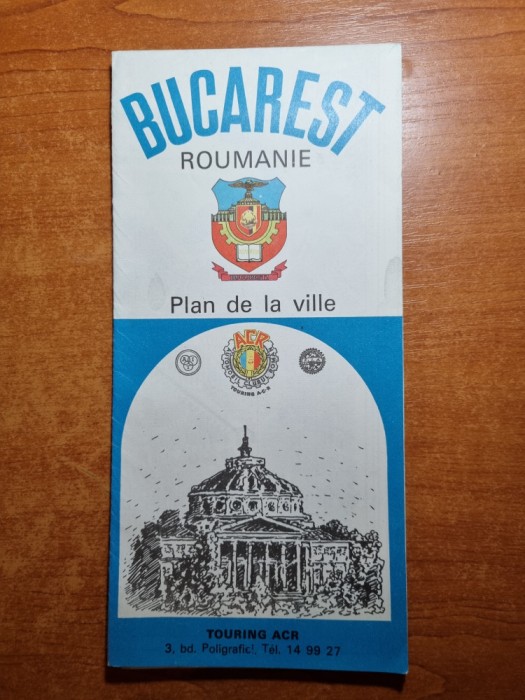 BUCAREST
ROUMANIE
Plan de la ville
ACR
TOURING A·C·R
TOURING ACR
3, bd. Poligrafiei, Tél. 14 99 27